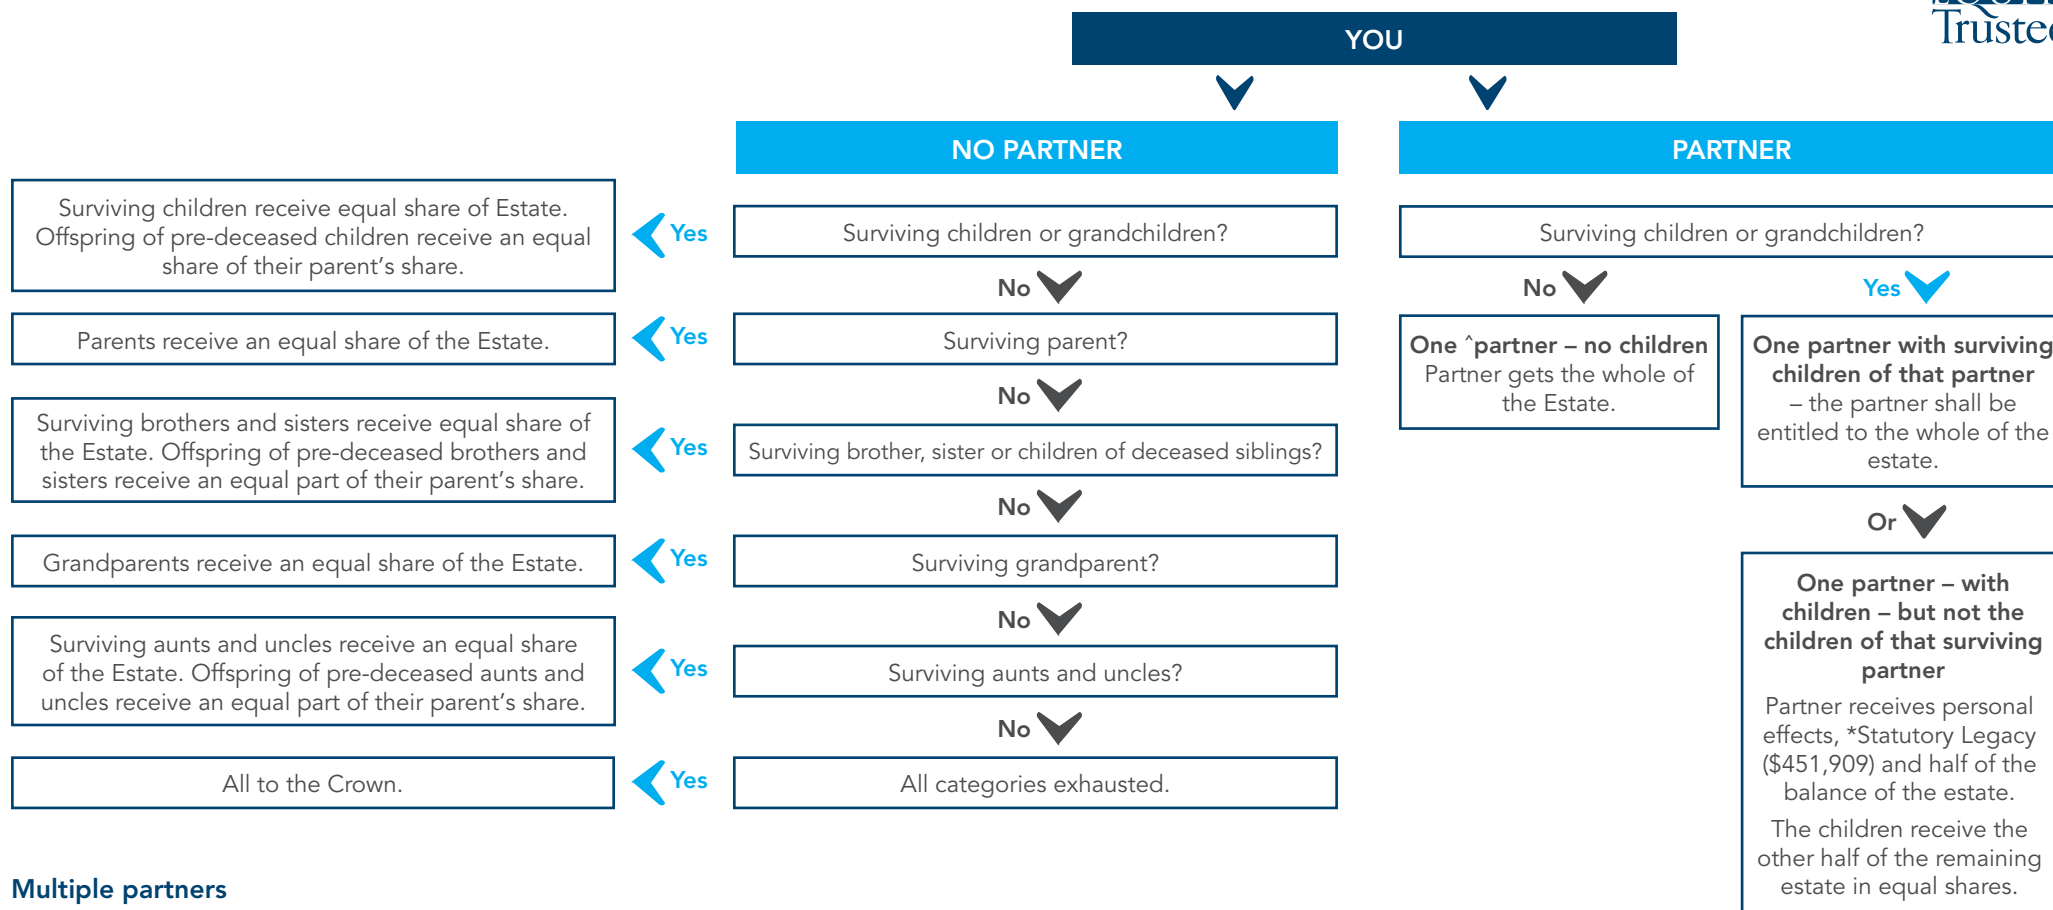 YOU
Trustee
NO PARTNER
Surviving children receive equal share of Estate.
Offspring of pre-deceased children receive an equal
share of their parent's share.
Yes
Surviving children or grandchildren?
No
Parents receive an equal share of the Estate.
Yes
Surviving parent?
No
Surviving brothers and sisters receive equal share of
the Estate. Offspring of pre-deceased brothers and
sisters receive an equal part of their parent's share.
Yes
Surviving brother, sister or children of deceased siblings?
No
Grandparents receive an equal share of the Estate.
Yes
Surviving grandparent?
No
Surviving aunts and uncles receive an equal share
of the Estate. Offspring of pre-deceased aunts and
uncles receive an equal part of their parent's share.
Yes
Surviving aunts and uncles?
No
All to the Crown.
Yes
All categories exhausted.
PARTNER
Surviving children or grandchildren?
No
One ^partner – no children
Partner gets the whole of
the Estate.
Yes
One partner with surviving
children of that partner
– the partner shall be
entitled to the whole of the
estate.
Or
One partner – with
children – but not the
children of that surviving
partner
Partner receives personal
effects, *Statutory Legacy
($451,909) and half of the
balance of the estate.
The children receive the
other half of the remaining
estate in equal shares.
Multiple partners